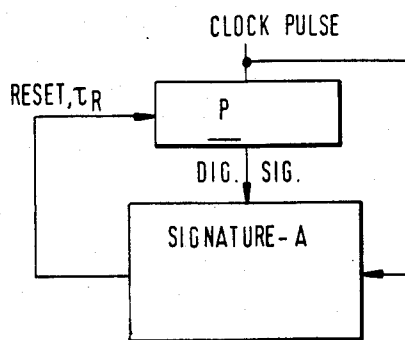 CLOCK PULSE
RESET, τR
P
DIG. SIG.
SIGNATURE-A